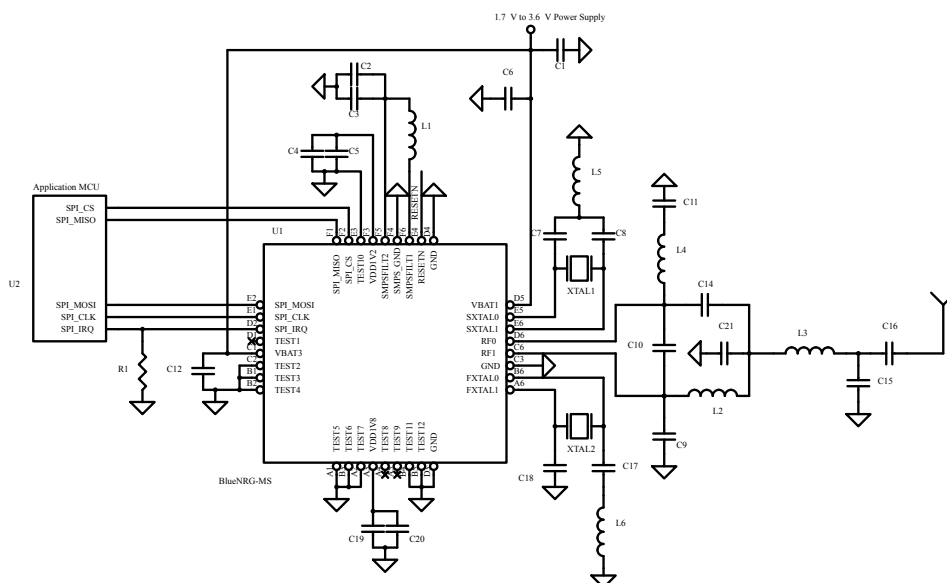 1.7 V to 3.6 V Power Supply
C1
C2
C6
C3
L1
C4 C5
L5
Application MCU
RESETN
C11
SPI_CS
SPI_MISO
U1
F1 F2 E3 F3 F5 F4 F6 E4 D4
C7 C8
L4
SPI_MISO
SPI_CS
TEST10
VDD1V2
SMPSFILT2
SMPS_GND
SMPSFILT1
RESETN
GND
XTAL1
U2
C14
SPI_MOSI
SPI_CLK
SPI_IRQ
E2 SPI_MOSI
E1 SPI_CLK
D2 SPI_IRQ
D1 TEST1
C1 VBAT3
C2 TEST2
B1 TEST3
B2 TEST4
VBAT1 D5
SXTAL0 E5
SXTAL1 E6
RF0 D6
RF1 C6
GND C3
FXTAL0 B6
FXTAL1 A6
C10
C21
L3
C16
R1
C12
C15
L2
TEST5
TEST6
TEST7
VDD1V8
TEST8
TEST9
TEST11
TEST12
GND
XTAL2
C9
C18
C17
BlueNRG-MS
C19 C20
L6